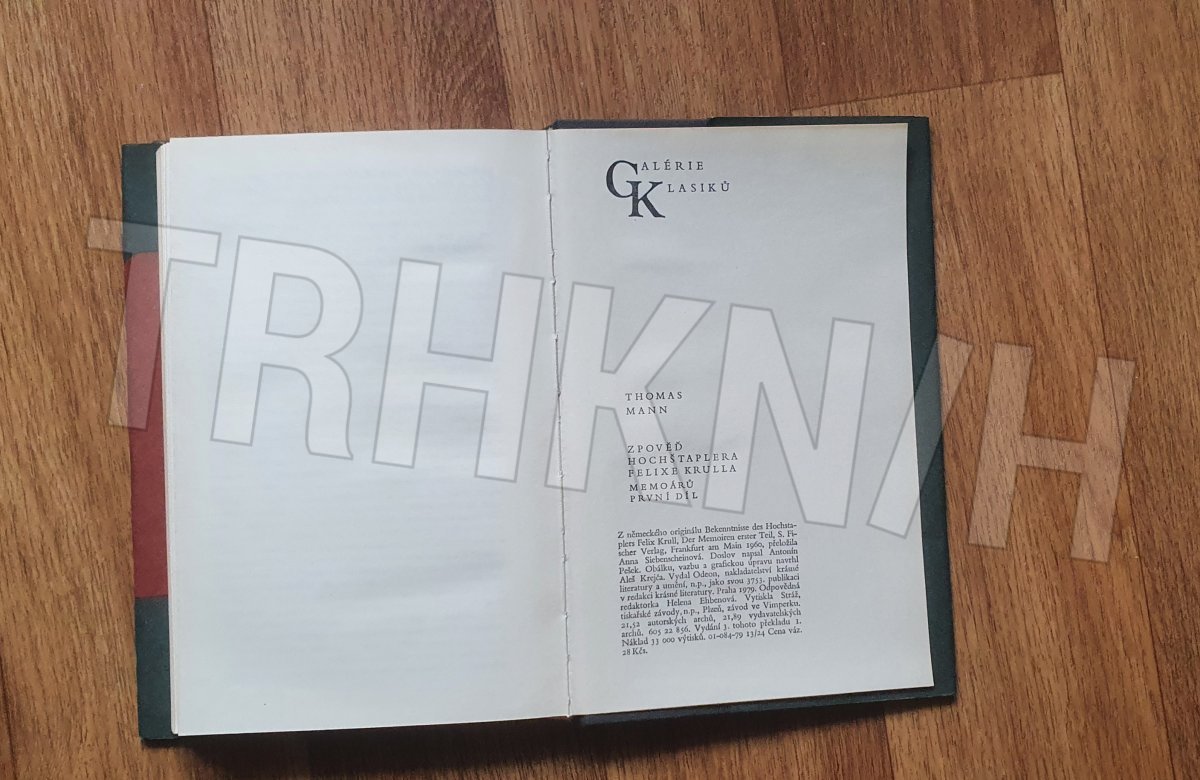 GALÉRIE
KLASIKŮ
THOMAS
MANN
ZPOVĚĎ
HOCHŠTAPLERA
FELIXE KRULLA
MEMOÁRŮ
PRVNÍ DÍL
Z německého originálu Bekenntnisse des Hochsta-
plers Felix Krull, Der Memoiren erster Teil, S. Fi-
scher Verlag, Frankfurt am Main 1960, přeložila
Anna Siebenscheinová. Doslov napsal Antonín
Pešek. Obálku, vazbu a grafickou úpravu navrhl
Aleš Krejča. Vydal Odeon, nakladatelství krásné
literatury a umění, n.p., jako svou 3753. publikaci
v redakci krásné literatury. Praha 1979. Odpovědná
redaktorka Helena Ehbenová. Vytiskla Stráž,
tiskařské závody, n.p., Plzeň, závod ve Vimperku.
21,52 autorských archů, 21,89 vydavatelských
archů. 605 22 856. Vydání 3. tohoto překladu 1.
Náklad 33 000 výtisků. 01-084-79 13/24 Cena váz.
28 Kčs.
TRHKNIH